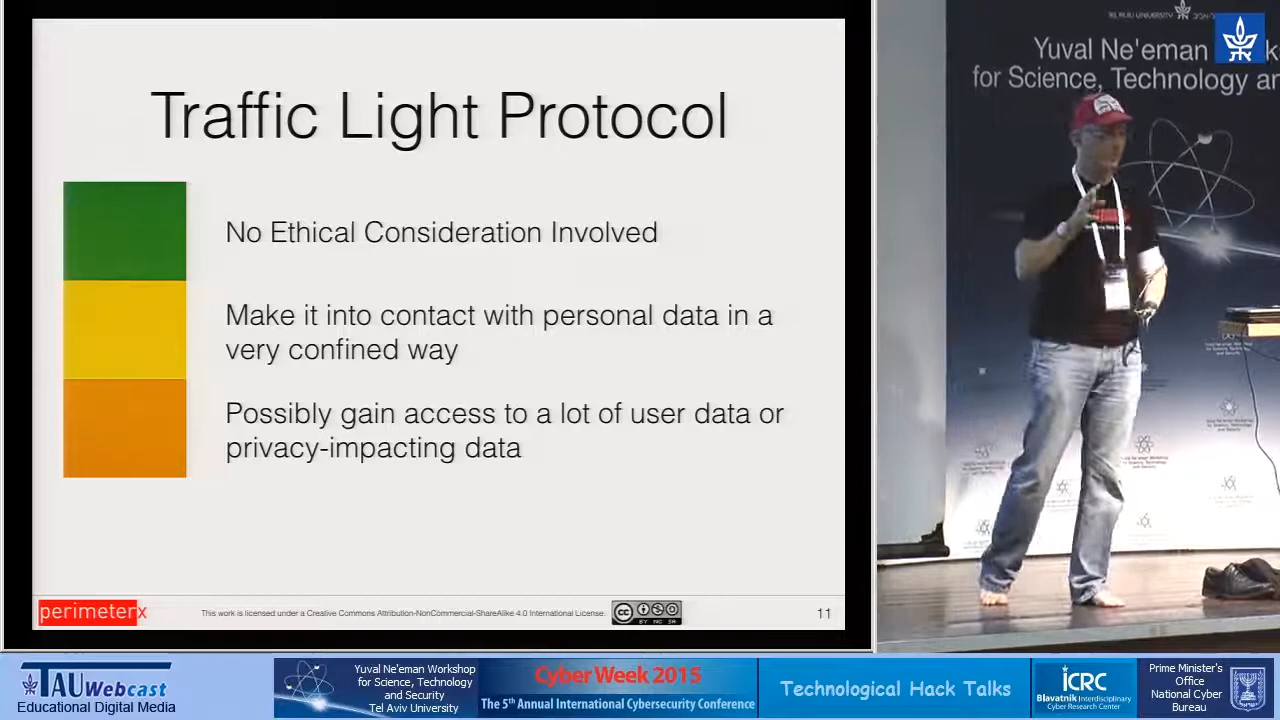 Traffic Light Protocol
No Ethical Consideration Involved
Make it into contact with personal data in a
very confined way
Possibly gain access to a lot of user data or
privacy-impacting data
perimeterx
This work is licensed under a Creative Commons Attribution-NonCommercial-ShareAlike 4.0 International License.
cc
BY NC SA
11
Yuval Ne'eman
for Science, Technology
TAUWebcast
Educational Digital Media
Yuval Ne'eman Workshop
for Science, Technology
and Security
Tel Aviv University
Cyber Week 2015
The 5th Annual International Cybersecurity Conference
Technological Hack Talks
ICRC
Blavatnik Interdisciplinary
Cyber Research Center
Prime Minister's
Office
National Cyber
Bureau